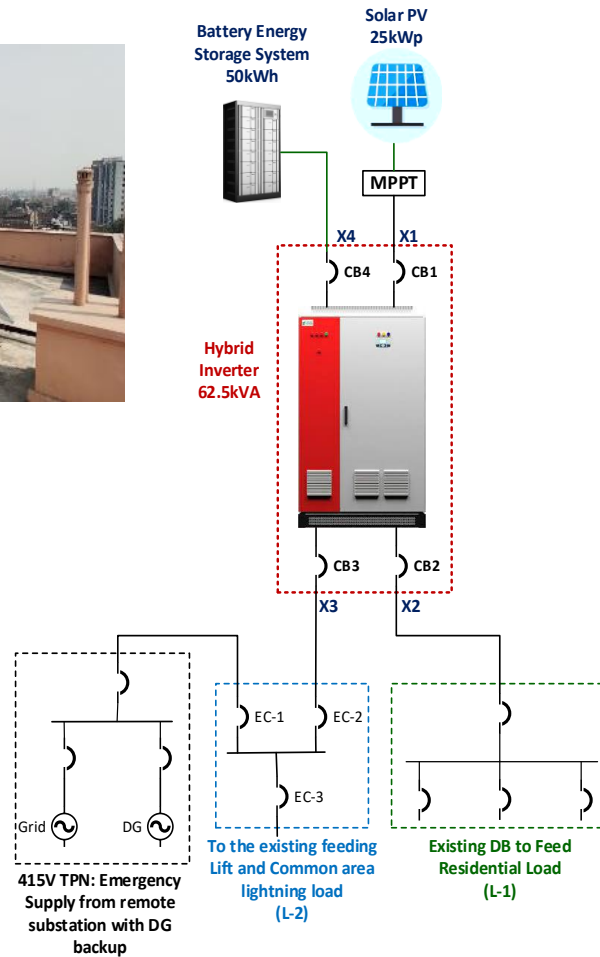 Battery Energy
Storage System
50kWh
Solar PV
25kWp
MPPT
X4
X1
CB4
CB1
Hybrid
Inverter
62.5kVA
CB3
CB2
X3
X2
EC-1
EC-2
EC-3
Grid
DG
415V TPN: Emergency
Supply from remote
substation with DG
backup
To the existing feeding
Lift and Common area
lightning load
(L-2)
Existing DB to Feed
Residential Load
(L-1)